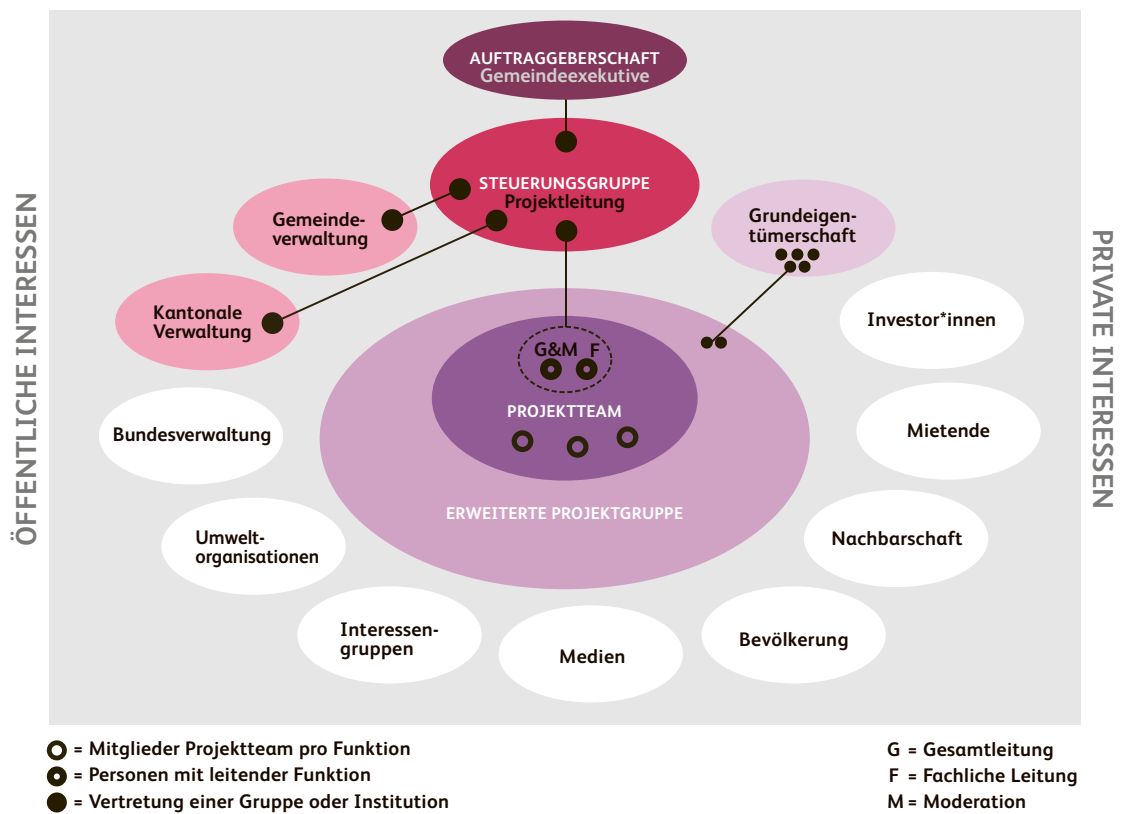 AUFTRAGGEBERSCHAFT
Gemeindeexekutive
STEUERUNGSGRUPPE
Projektleitung
Gemeinde-
verwaltung
Grundeigen-
tümerschaft
Kantonale
Verwaltung
Investor*innen
G&M F
PROJEKTTEAM
Bundesverwaltung
Mietende
ERWEITERTE PROJEKTGRUPPE
Umwelt-
organisationen
Nachbarschaft
Interessen-
gruppen
Medien
Bevölkerung
ÖFFENTLICHE INTERESSEN
PRIVATE INTERESSEN
= Mitglieder Projektteam pro Funktion
= Personen mit leitender Funktion
= Vertretung einer Gruppe oder Institution
G = Gesamtleitung
F = Fachliche Leitung
M = Moderation